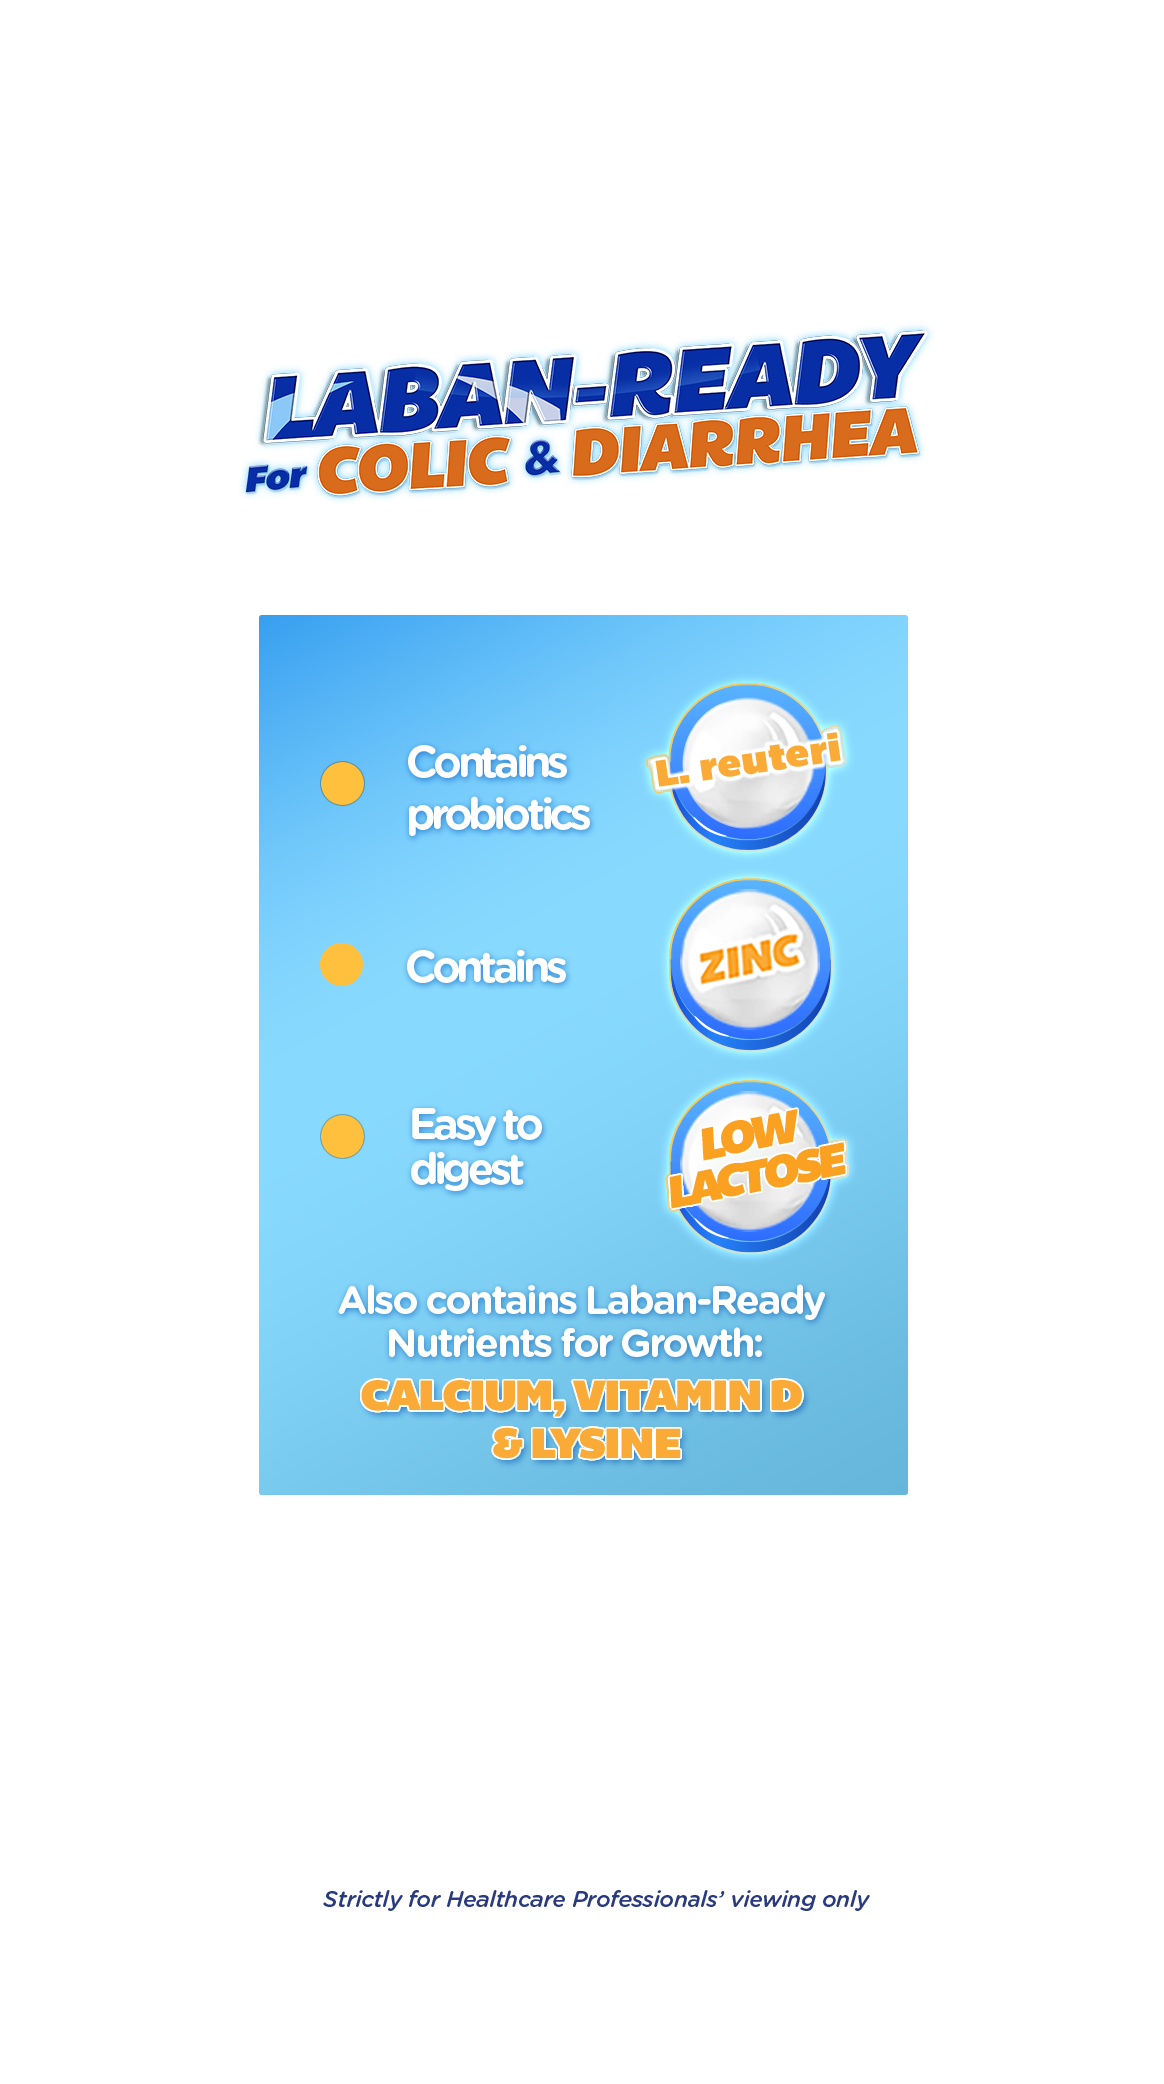 LABAN-READY
For COLIC & DIARRHEA
Contains
probiotics
L. reuteri
Contains
ZINC
Easy to
digest
LOW
LACTOSE
Also contains Laban-Ready
Nutrients for Growth:
CALCIUM, VITAMIN D
& LYSINE
Strictly for Healthcare Professionals’ viewing only